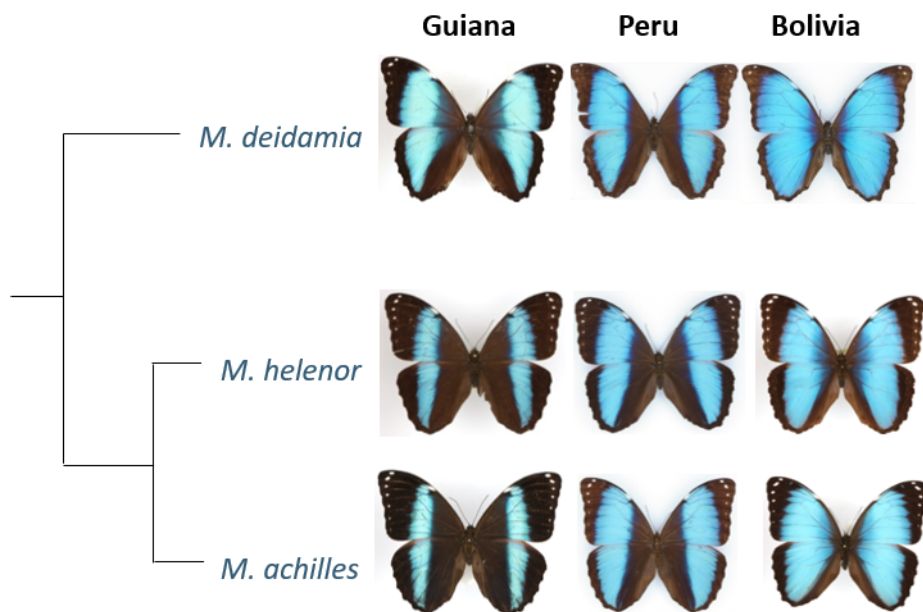 Guiana Peru Bolivia
M. deidamia
M. helenor
M. achilles